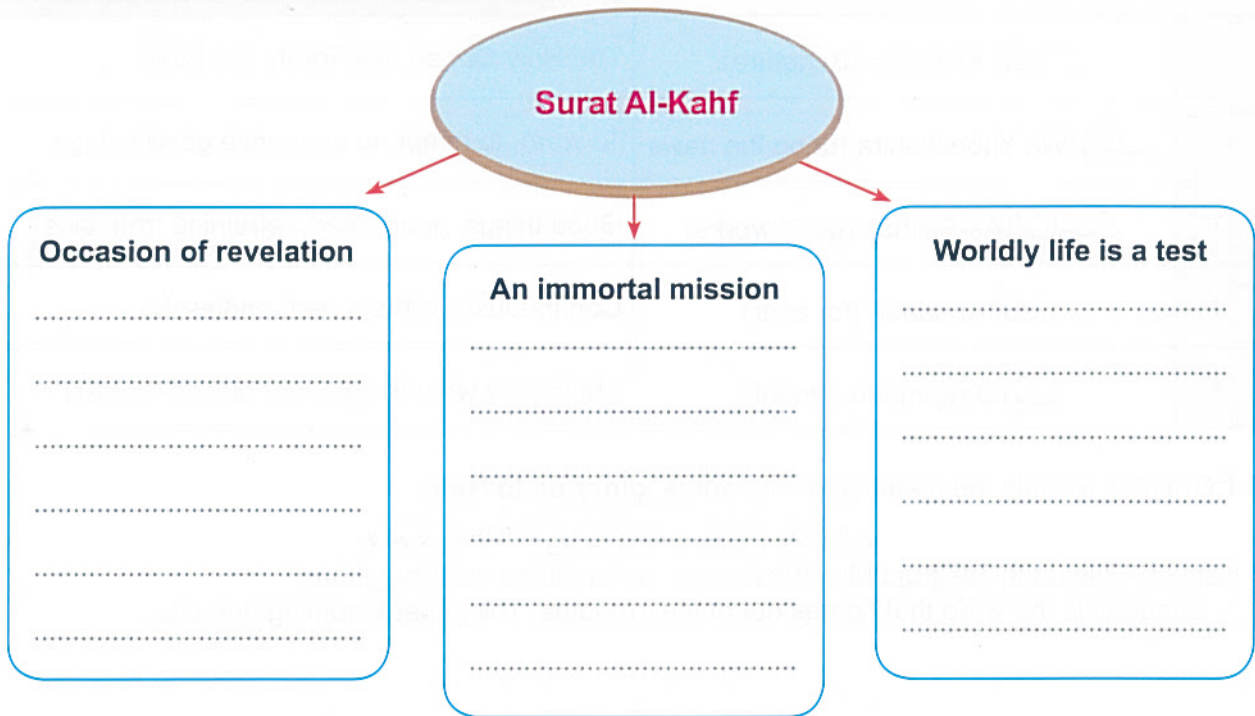 Surat Al-Kahf
Occasion of revelation
An immortal mission
Worldly life is a test